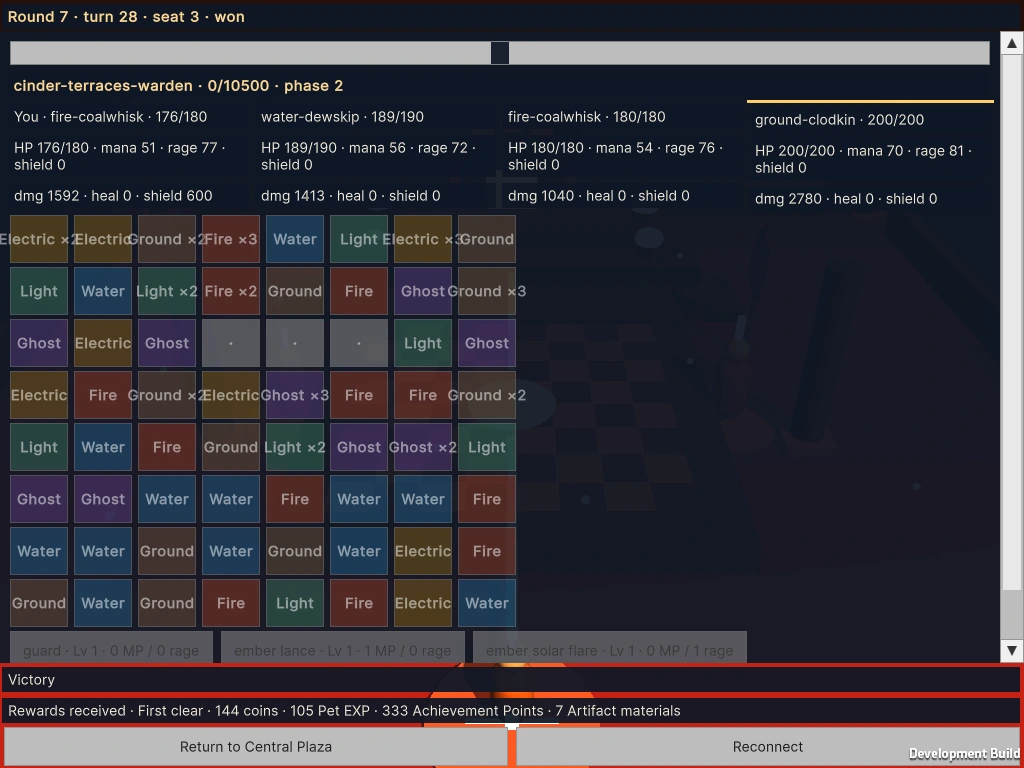 Round 7 · turn 28 · seat 3 · won
cinder-terraces-warden · 0/10500 · phase 2
You · fire-coalwhisk · 176/180
HP 176/180 · mana 51 · rage 77 ·
shield 0
dmg 1592 · heal 0 · shield 600
water-dewskip · 189/190
HP 189/190 · mana 56 · rage 72 ·
shield 0
dmg 1413 · heal 0 · shield 0
fire-coalwhisk · 180/180
HP 180/180 · mana 54 · rage 76 ·
shield 0
dmg 1040 · heal 0 · shield 0
ground-clodkin · 200/200
HP 200/200 · mana 70 · rage 81 ·
shield 0
dmg 2780 · heal 0 · shield 0
Electric ×2 Electric Ground ×2 Fire ×3 Water Light Electric ×3 Ground
Light Water Light ×2 Fire ×2 Ground Fire Ghost Ground ×3
Ghost Electric Ghost · · · Light Ghost
Electric Fire Ground ×2 Electric Ghost ×3 Fire Fire Ground ×2
Light Water Fire Ground Light ×2 Ghost Ghost ×2 Light
Ghost Ghost Water Water Fire Water Water Fire
Water Water Ground Water Ground Water Electric Fire
Ground Water Ground Fire Light Fire Electric Water
guard · Lv 1 · 0 MP / 0 rage ember lance · Lv 1 · 1 MP / 0 rage ember solar flare · Lv 1 · 0 MP / 1 rage
Victory
Rewards received · First clear · 144 coins · 105 Pet EXP · 333 Achievement Points · 7 Artifact materials
Return to Central Plaza Reconnect
Development Build